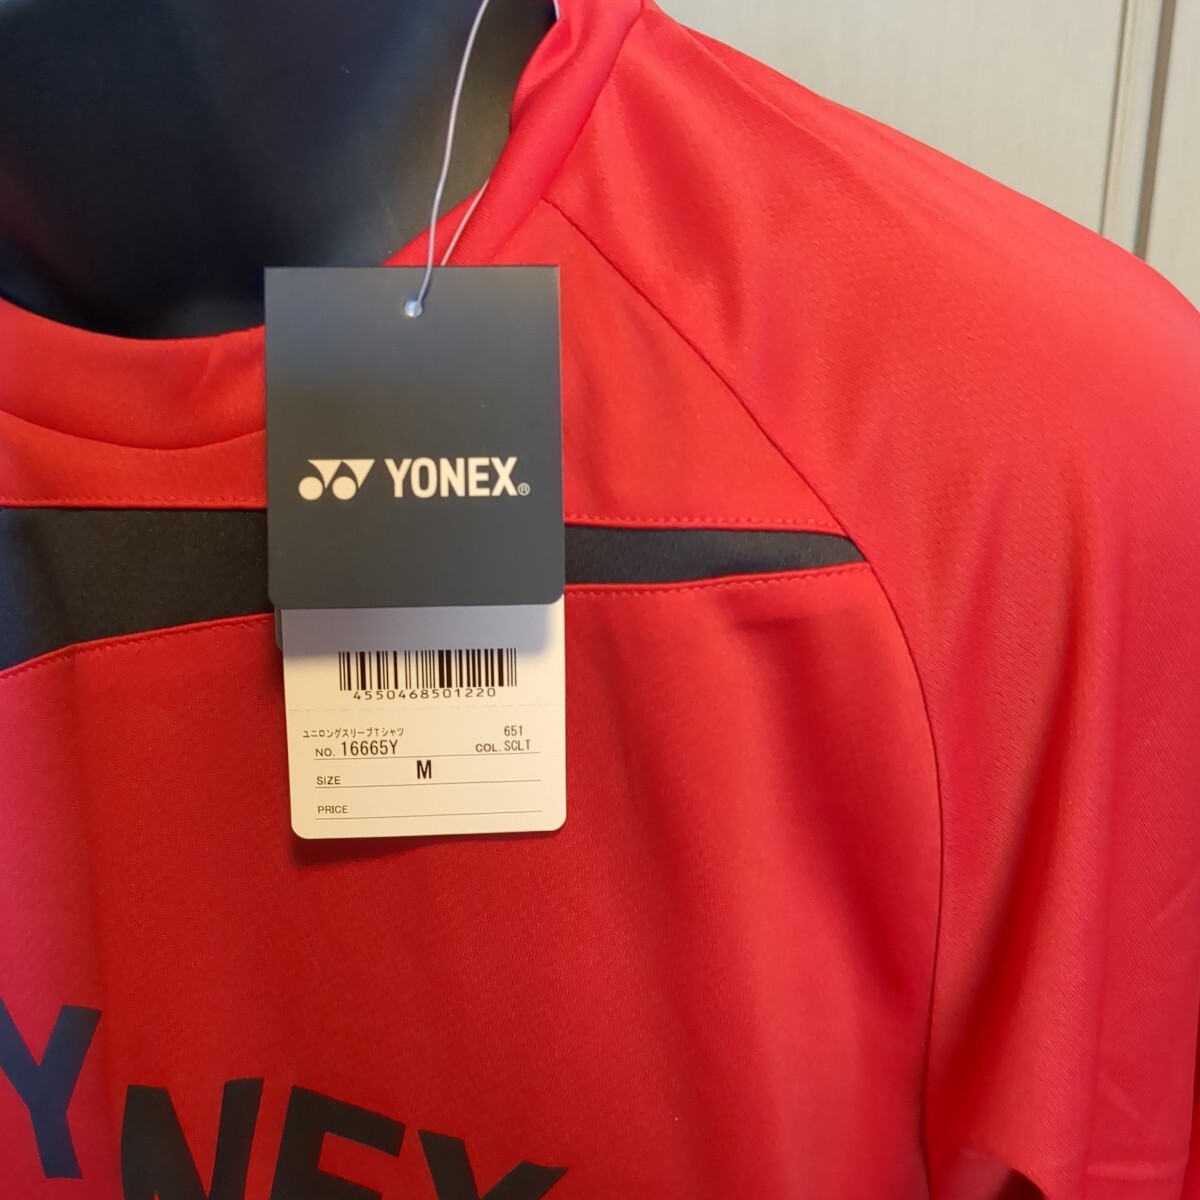 YONEX®
4550468501220
ユニロングスリーブTシャツ 651
NO. 16665Y COL. SCLT
SIZE M
PRICE
Y NEX